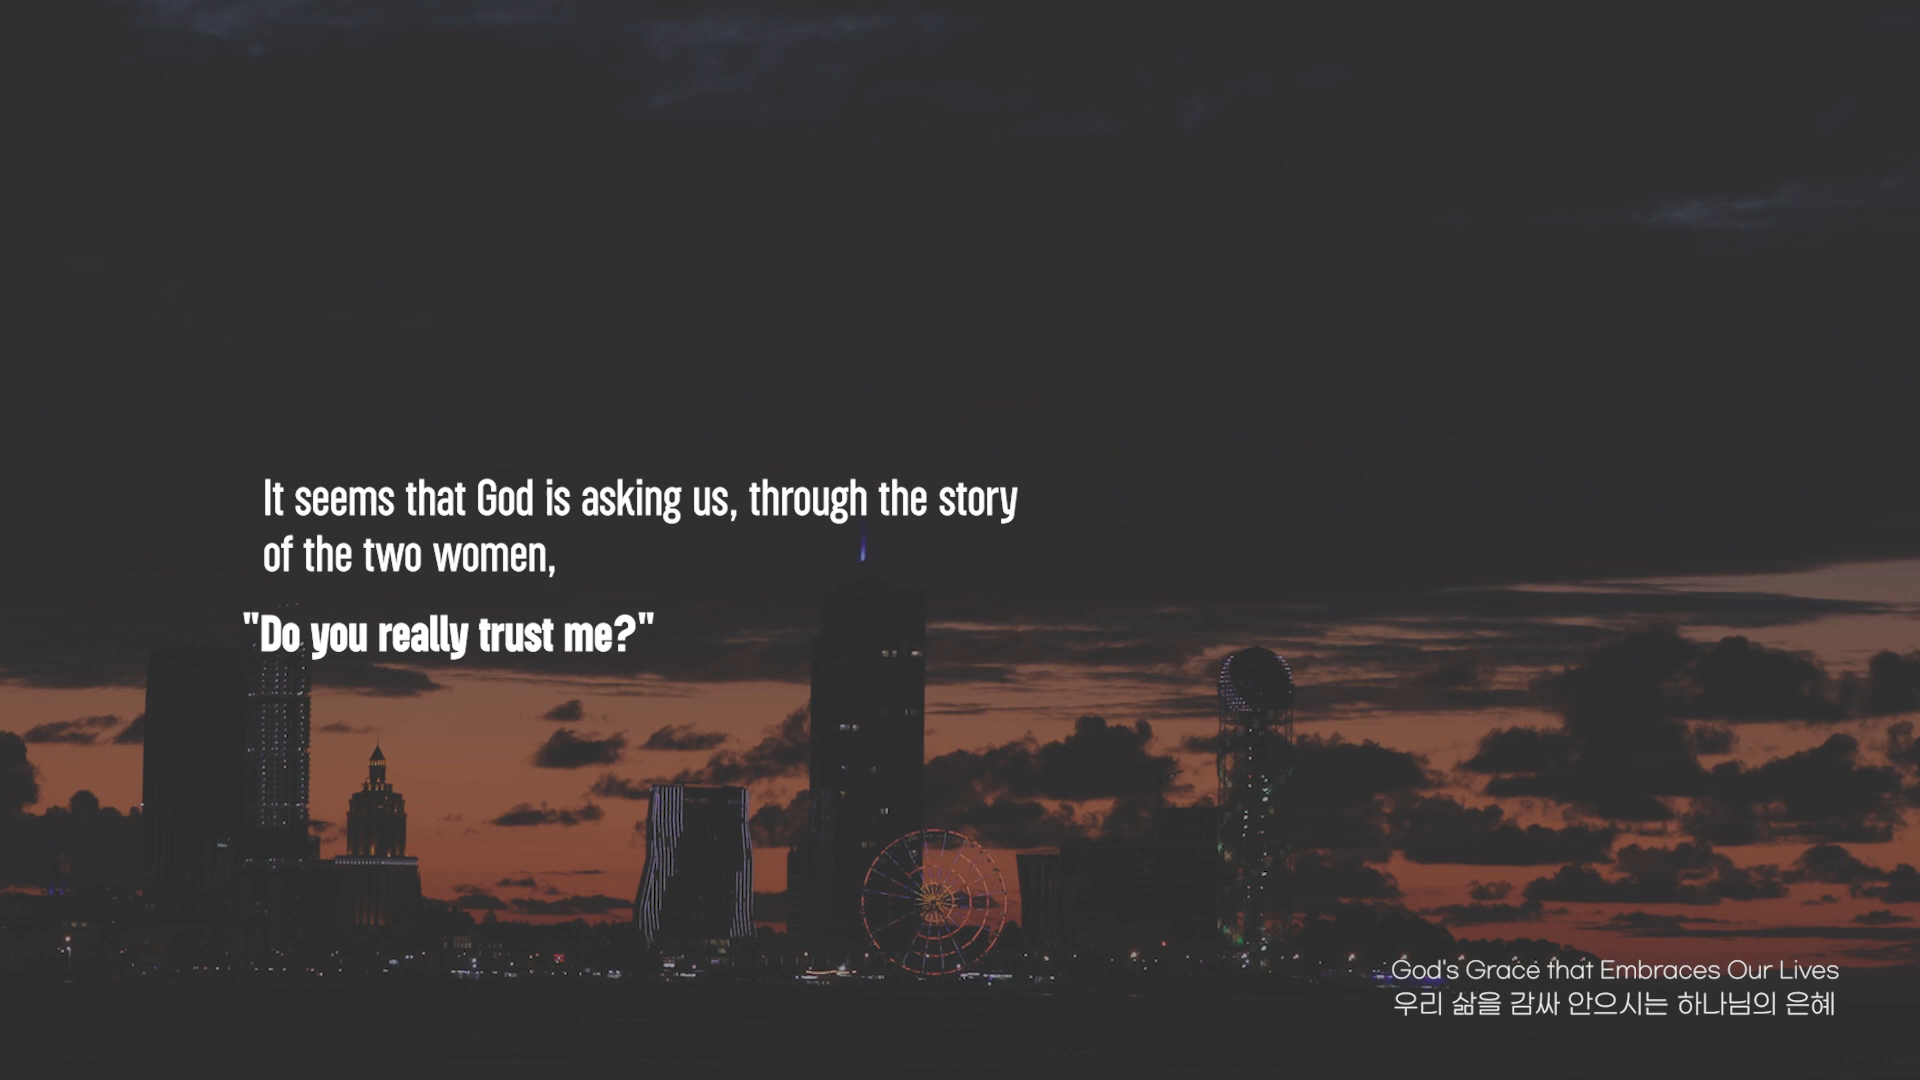 It seems that God is asking us, through the story
of the two women,
"Do you really trust me?"
God's Grace that Embraces Our Lives
우리 삶을 감싸 안으시는 하나님의 은혜